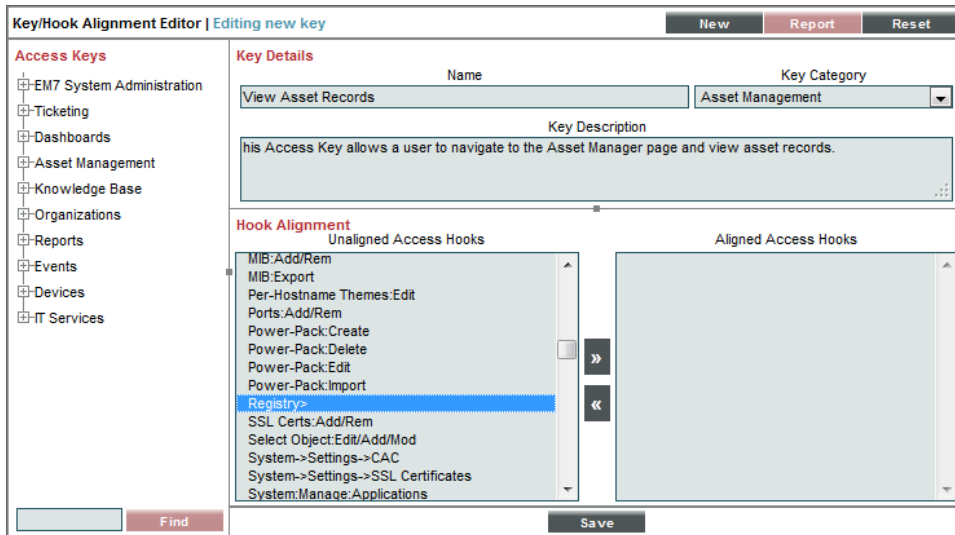 Key/Hook Alignment Editor | Editing new key
New
Report
Reset
Access Keys
EM7 System Administration
Ticketing
Dashboards
Asset Management
Knowledge Base
Organizations
Reports
Events
Devices
IT Services
Find
Key Details
Name
Key Category
View Asset Records
Asset Management
Key Description
his Access Key allows a user to navigate to the Asset Manager page and view asset records.
Hook Alignment
Unaligned Access Hooks
Aligned Access Hooks
MIB:Add/Rem
MIB:Export
Per-Hostname Themes:Edit
Ports:Add/Rem
Power-Pack:Create
Power-Pack:Delete
Power-Pack:Edit
Power-Pack:Import
Registry>
SSL Certs:Add/Rem
Select Object:Edit/Add/Mod
System->Settings->CAC
System->Settings->SSL Certificates
System:Manage:Applications
»
«
Save